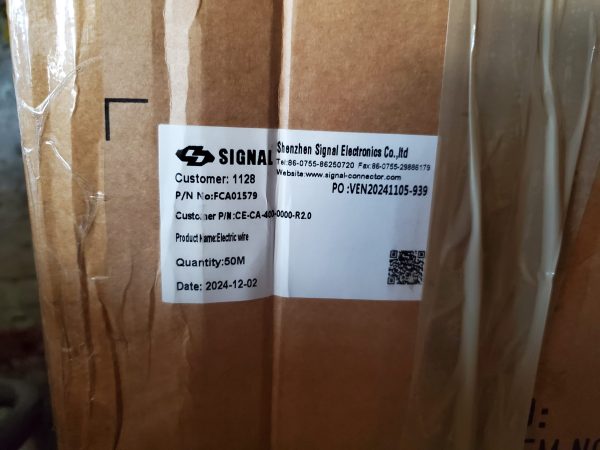 SIGNAL
Shenzhen Signal Electronics Co.,ltd
Tel:86-0755-86250720 Fax:86-0755-29886179
Website:www.signal-connector.com
Customer: 1128
PO :VEN20241105-939
P/N No:FCA01579
Customer P/N:CE-CA-400-0000-R2.0
Product Name:Electric wire
Quantity:50M
Date: 2024-12-02